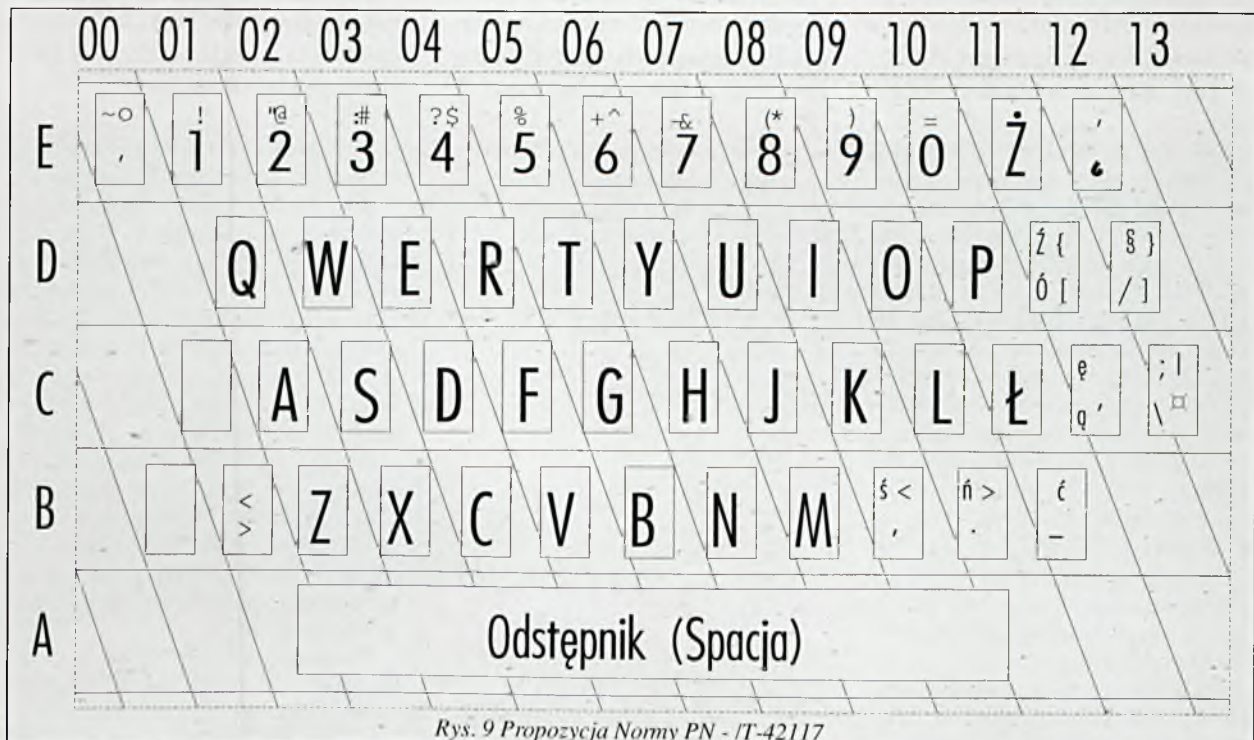 00 01 02 03 04 05 06 07 08 09 10 11 12 13
E ~ ○ , ! 1 "@ 2 :# 3 ?$ 4 % 5 +^ 6 -& 7 (* 8 ) 9 = 0 Ż '
D Q W E R T Y U I O P Ź { Ó [ § } / ]
C A S D F G H J K L Ł ę ą ' ; | \ ¤
B < > Z X C V B N M ś < , ń > . ć _
A Odstępnik (Spacja)
Rys. 9 Propozycja Normy PN - /T-42117